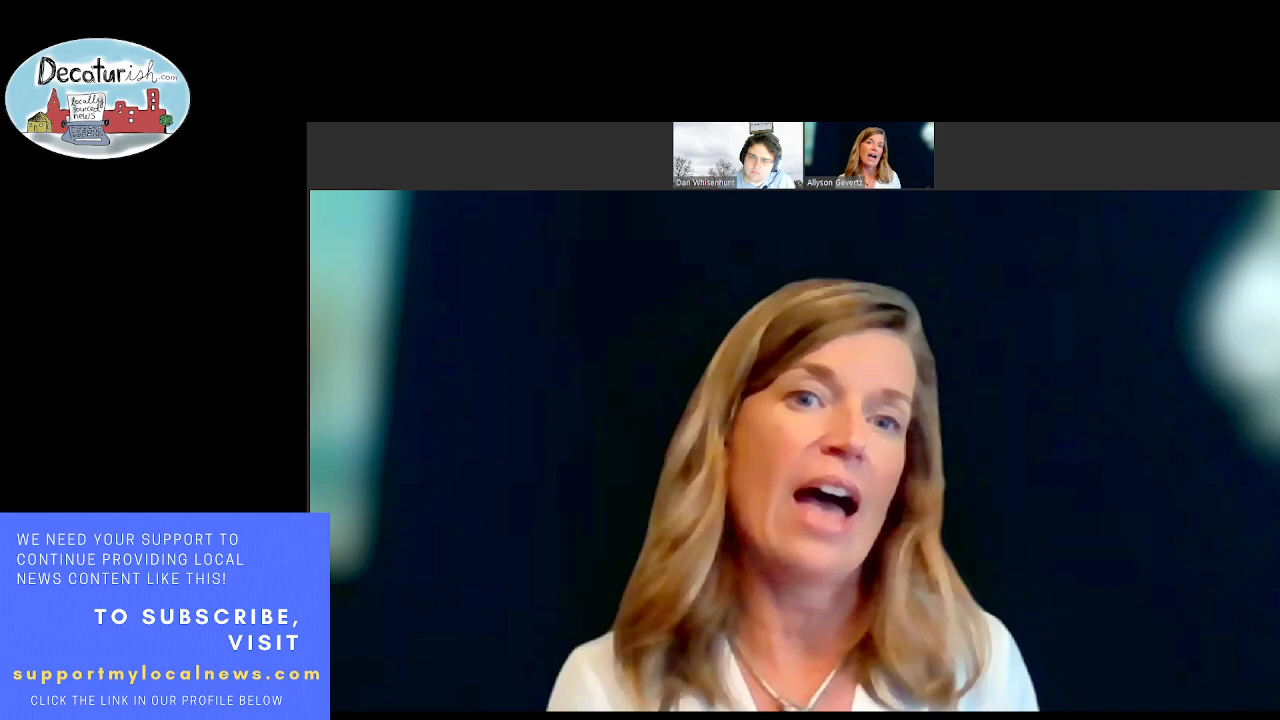 Decaturish.com
locally
sourced
news
Dan Whisenhunt
Allyson Gevertz
WE NEED YOUR SUPPORT TO
CONTINUE PROVIDING LOCAL
NEWS CONTENT LIKE THIS!
TO SUBSCRIBE,
VISIT
supportmylocalnews.com
CLICK THE LINK IN OUR PROFILE BELOW